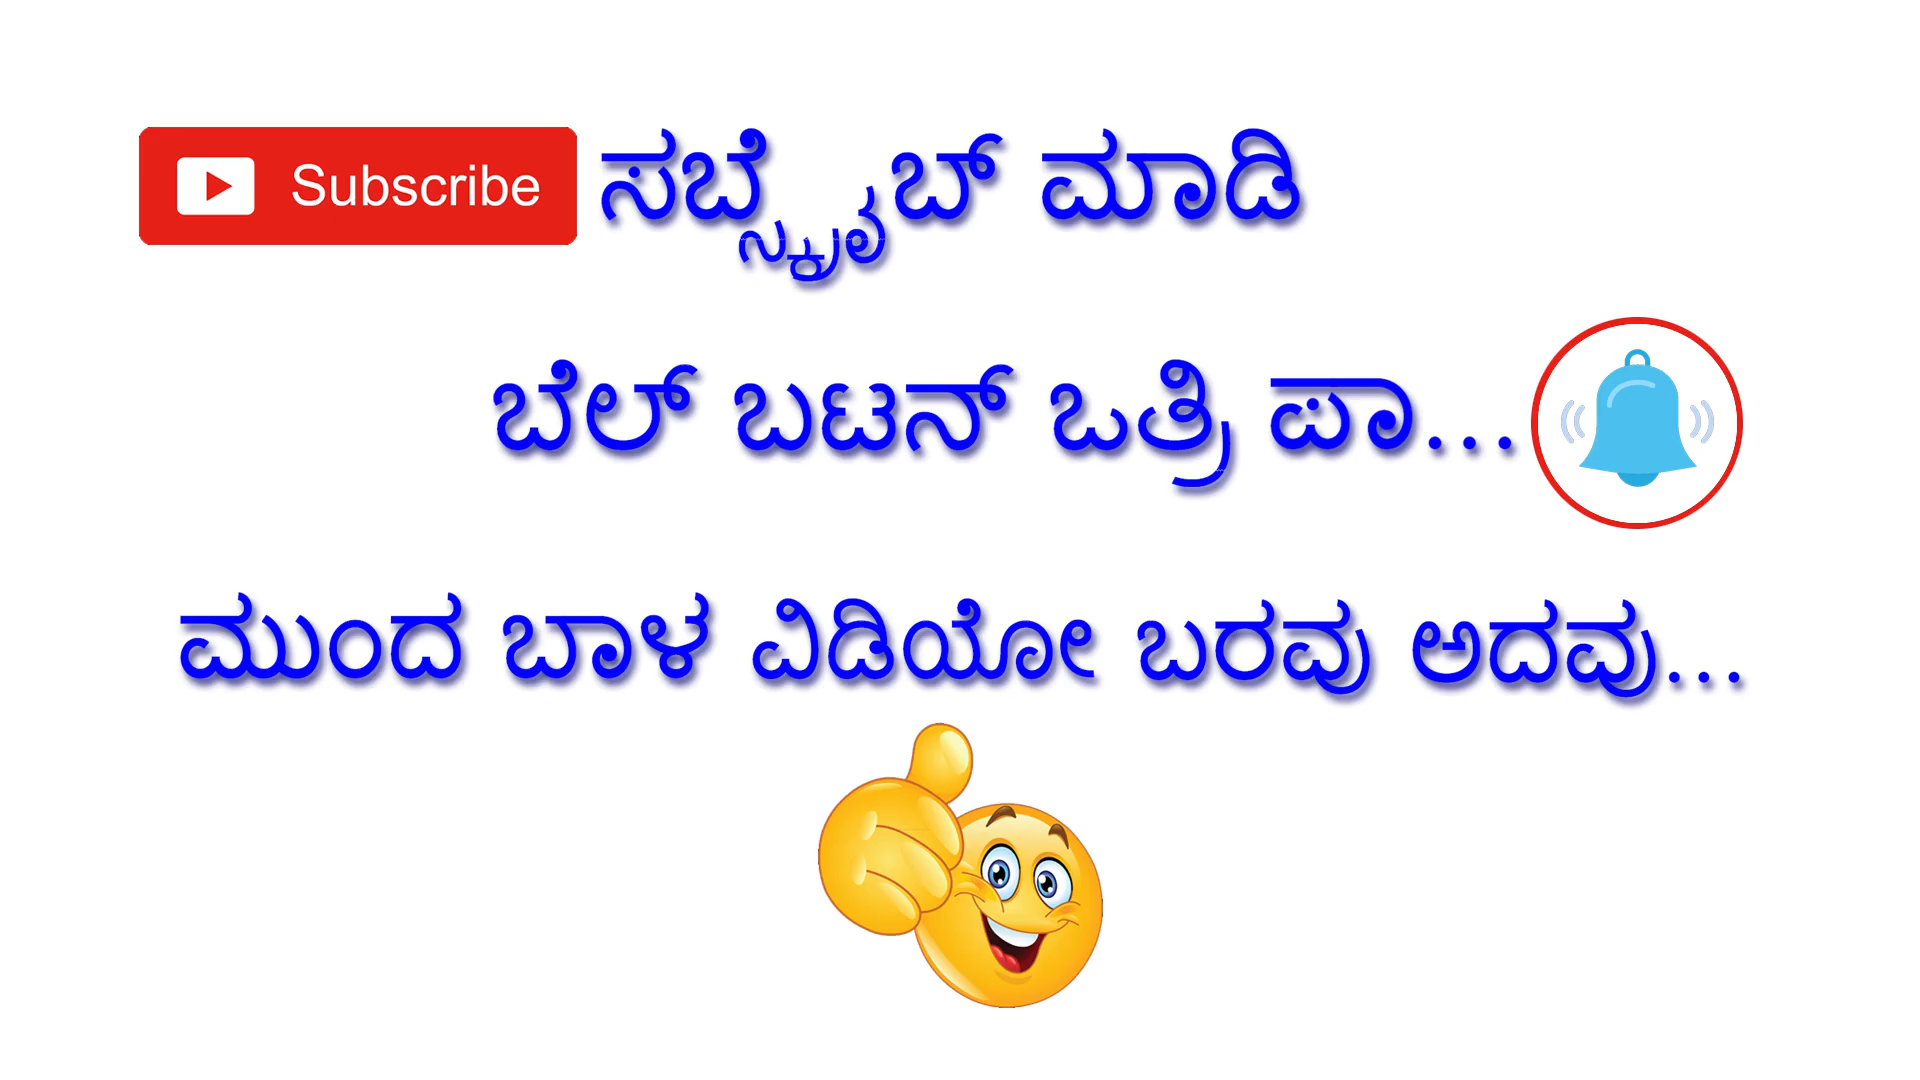 Subscribe ಸಬ್ಸ್ಕ್ರೈಬ್ ಮಾಡಿ
ಬೆಲ್ ಬಟನ್ ಒತ್ರಿ ಪಾ...
ಮುಂದ ಬಾಳ ವಿಡಿಯೋ ಬರವು ಅದವು...